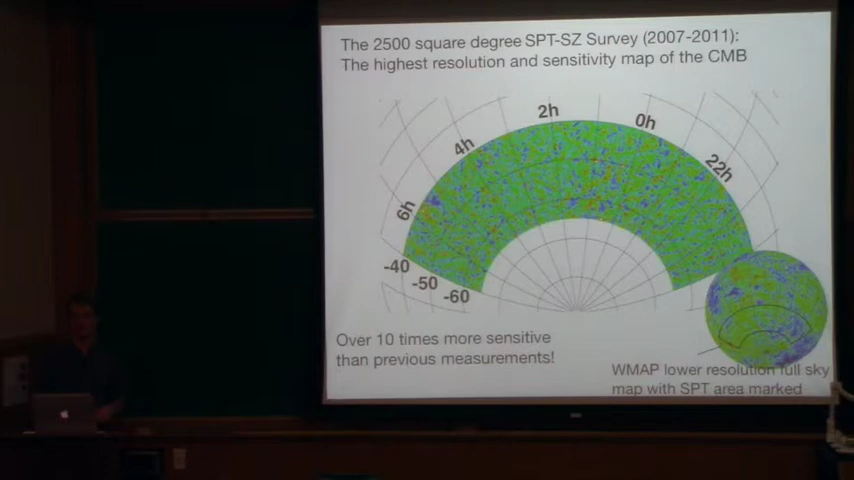 The 2500 square degree SPT-SZ Survey (2007-2011):
The highest resolution and sensitivity map of the CMB
2h
0h
4h
22h
6h
-40
-50
-60
Over 10 times more sensitive
than previous measurements!
WMAP lower resolution full sky
map with SPT area marked